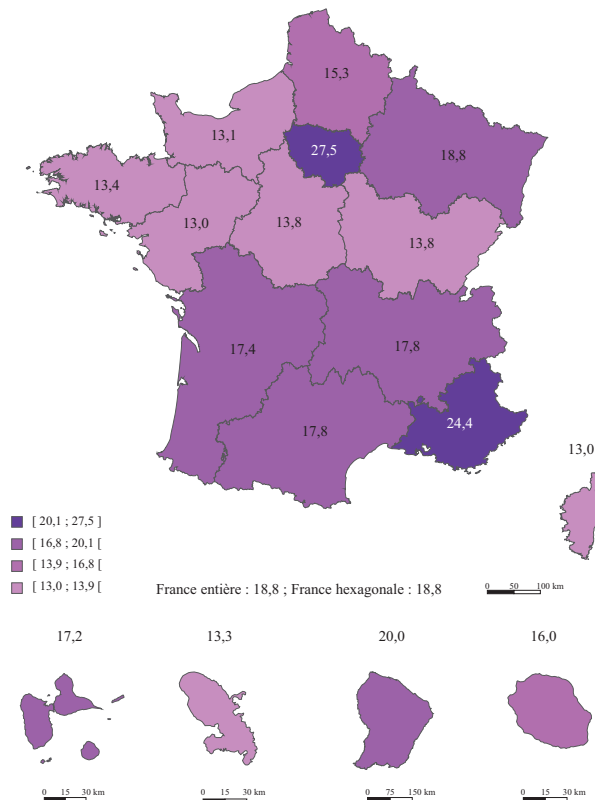 15,3
13,1
27,5
18,8
13,4
13,0
13,8
13,8
17,4
17,8
17,8
24,4
13,0
[ 20,1 ; 27,5 ]
[ 16,8 ; 20,1 [
[ 13,9 ; 16,8 [
[ 13,0 ; 13,9 [
France entière : 18,8 ; France hexagonale : 18,8
0 50 100 km
17,2 13,3 20,0 16,0
0 15 30 km 0 15 30 km 0 75 150 km 0 15 30 km